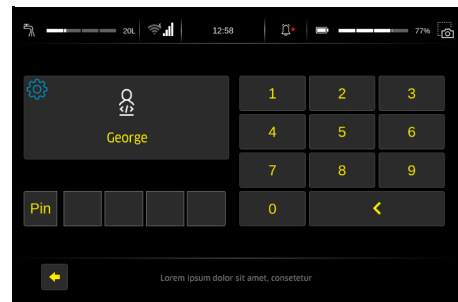 20L 12:58 77%
</>
George
Pin
1 2 3
4 5 6
7 8 9
0
Lorem ipsum dolor sit amet, consetetur